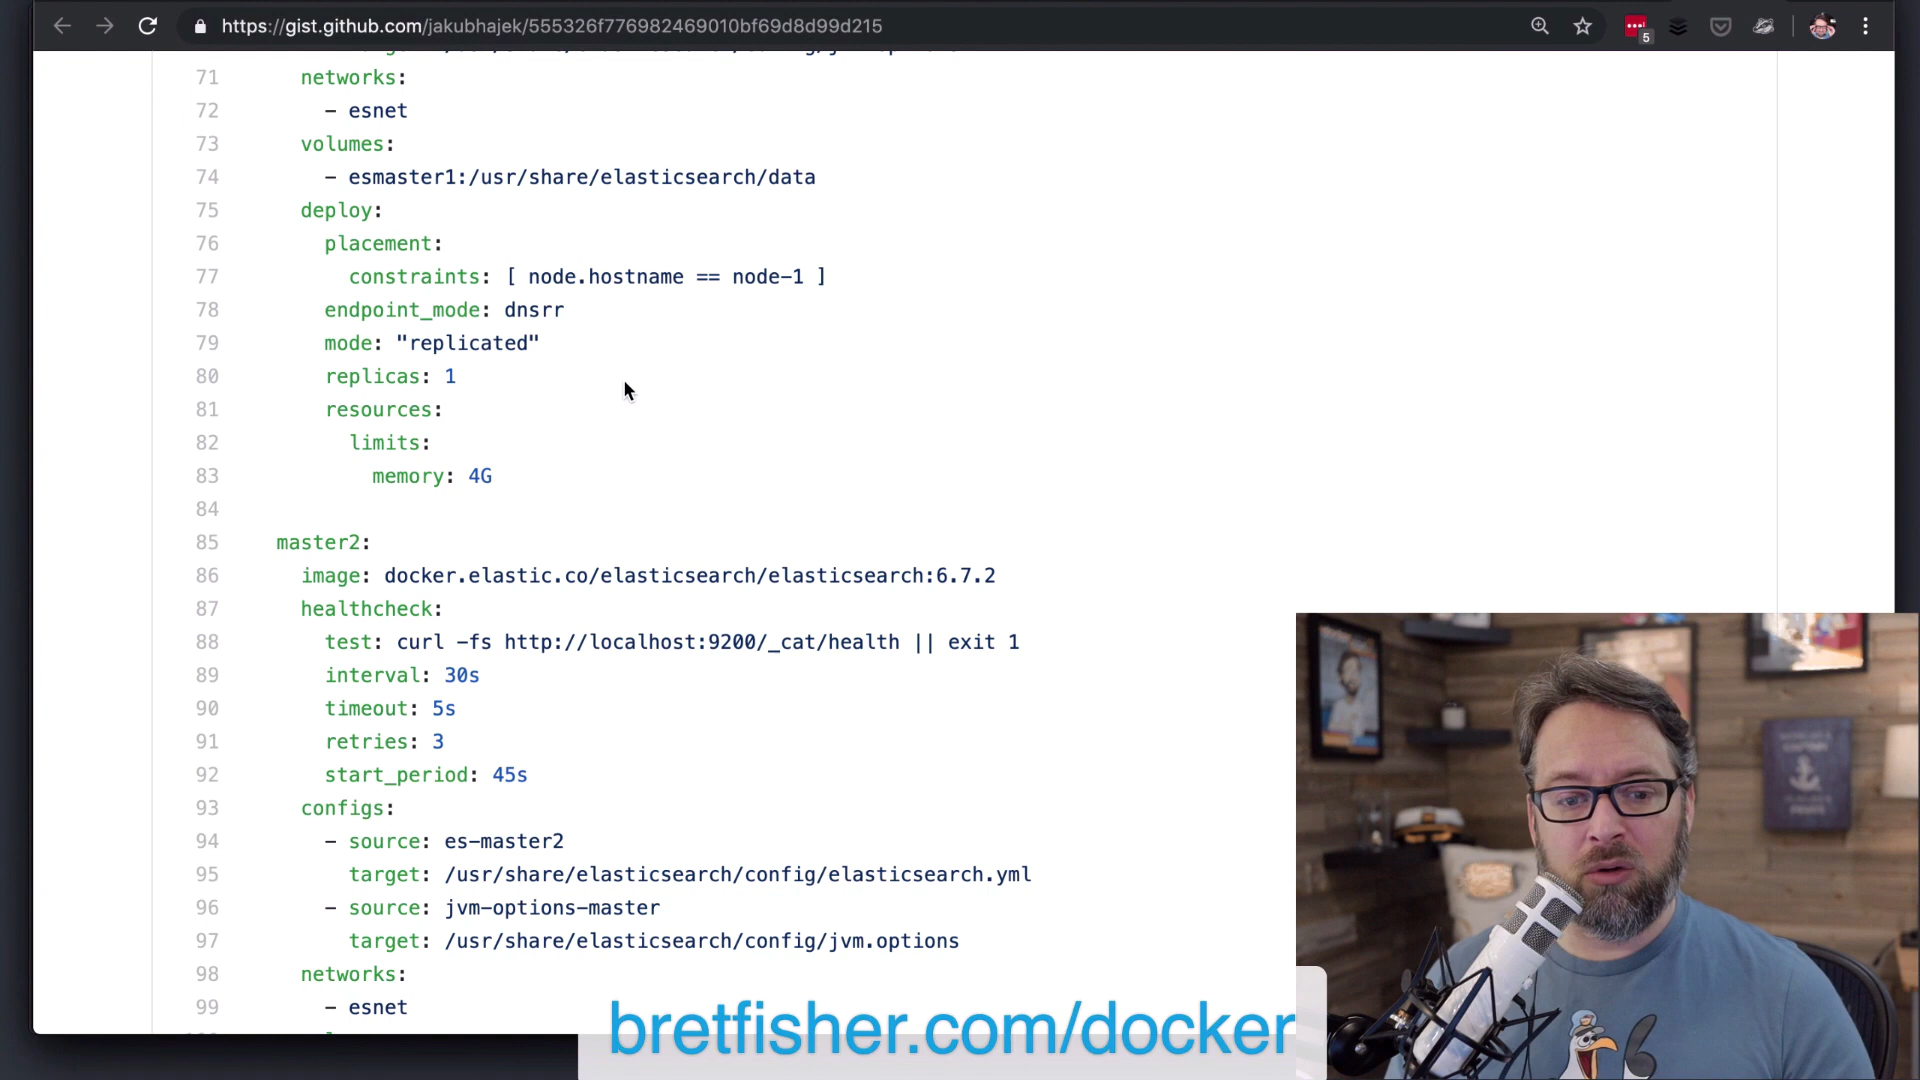 https://gist.github.com/jakubhajek/555326f776982469010bf69d8d99d215
5
71 networks:
72 - esnet
73 volumes:
74 - esmaster1:/usr/share/elasticsearch/data
75 deploy:
76 placement:
77 constraints: [ node.hostname == node-1 ]
78 endpoint_mode: dnsrr
79 mode: "replicated"
80 replicas: 1
81 resources:
82 limits:
83 memory: 4G
84
85 master2:
86 image: docker.elastic.co/elasticsearch/elasticsearch:6.7.2
87 healthcheck:
88 test: curl -fs http://localhost:9200/_cat/health || exit 1
89 interval: 30s
90 timeout: 5s
91 retries: 3
92 start_period: 45s
93 configs:
94 - source: es-master2
95 target: /usr/share/elasticsearch/config/elasticsearch.yml
96 - source: jvm-options-master
97 target: /usr/share/elasticsearch/config/jvm.options
98 networks:
99 - esnet
bretfisher.com/docker